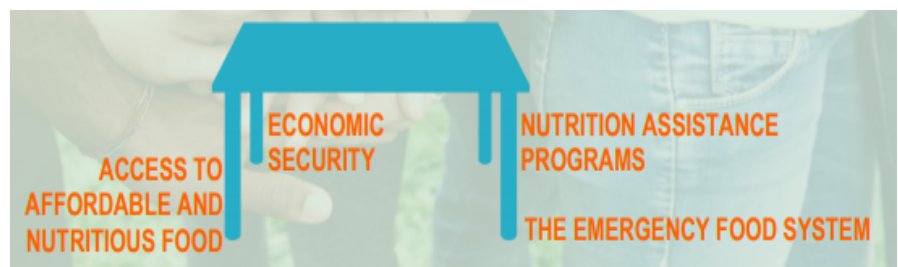 ECONOMIC
SECURITY
NUTRITION ASSISTANCE
PROGRAMS
ACCESS TO
AFFORDABLE AND
NUTRITIOUS FOOD
THE EMERGENCY FOOD SYSTEM